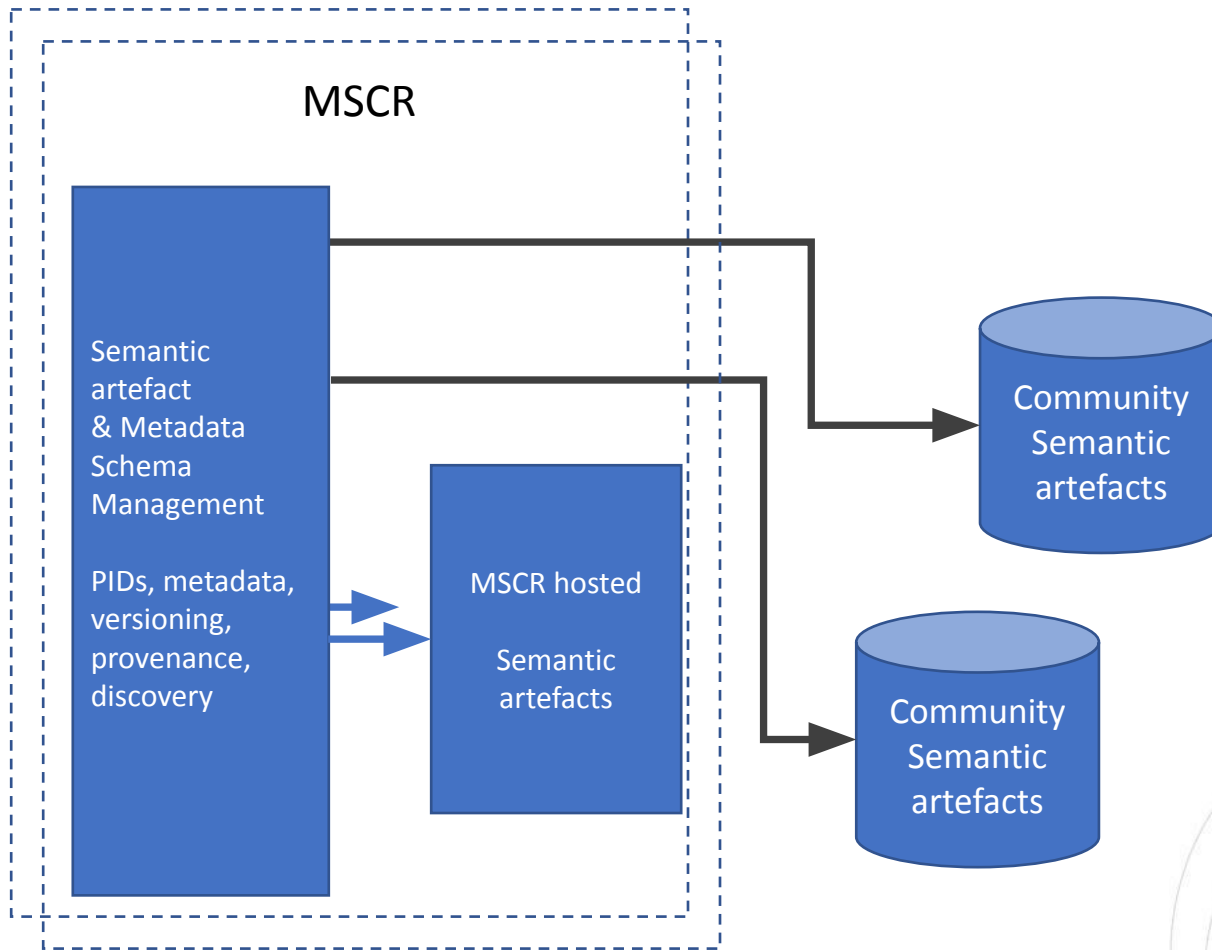 MSCR
Semantic
artefact
& Metadata
Schema
Management
PIDs, metadata,
versioning,
provenance,
discovery
MSCR hosted
Semantic
artefacts
Community
Semantic
artefacts
Community
Semantic
artefacts